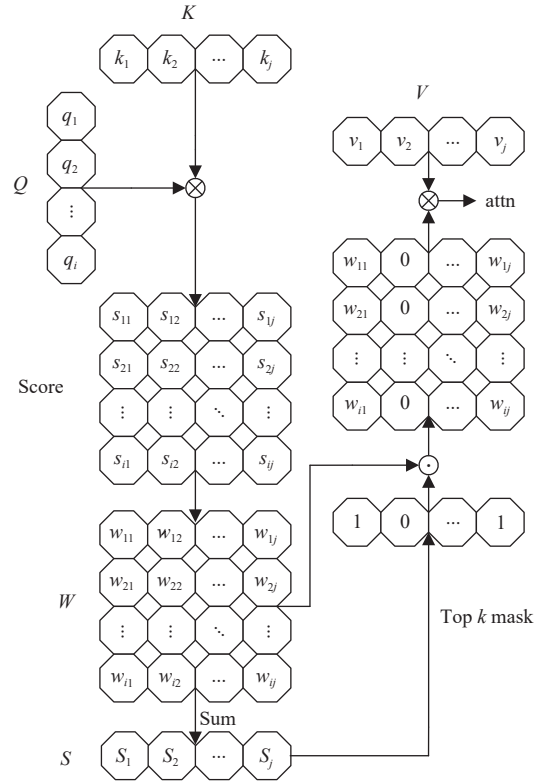 K
k₁ k₂ ... kⱼ
V
q₁
v₁ v₂ ... vⱼ
q₂
Q
⊗
⊗ attn
⋮
qᵢ
w₁₁ 0 ... w₁ⱼ
s₁₁ s₁₂ ... s₁ⱼ
w₂₁ 0 ... w₂ⱼ
s₂₁ s₂₂ ... s₂ⱼ
⋮ ⋮ ⋱ ⋮
Score
wᵢ₁ 0 ... wᵢⱼ
⋮ ⋮ ⋱ ⋮
sᵢ₁ sᵢ₂ ... sᵢⱼ
⊙
1 0 ... 1
w₁₁ w₁₂ ... w₁ⱼ
w₂₁ w₂₂ ... w₂ⱼ
W
Top k mask
⋮ ⋮ ⋱ ⋮
wᵢ₁ wᵢ₂ ... wᵢⱼ
Sum
S S₁ S₂ ... Sⱼ